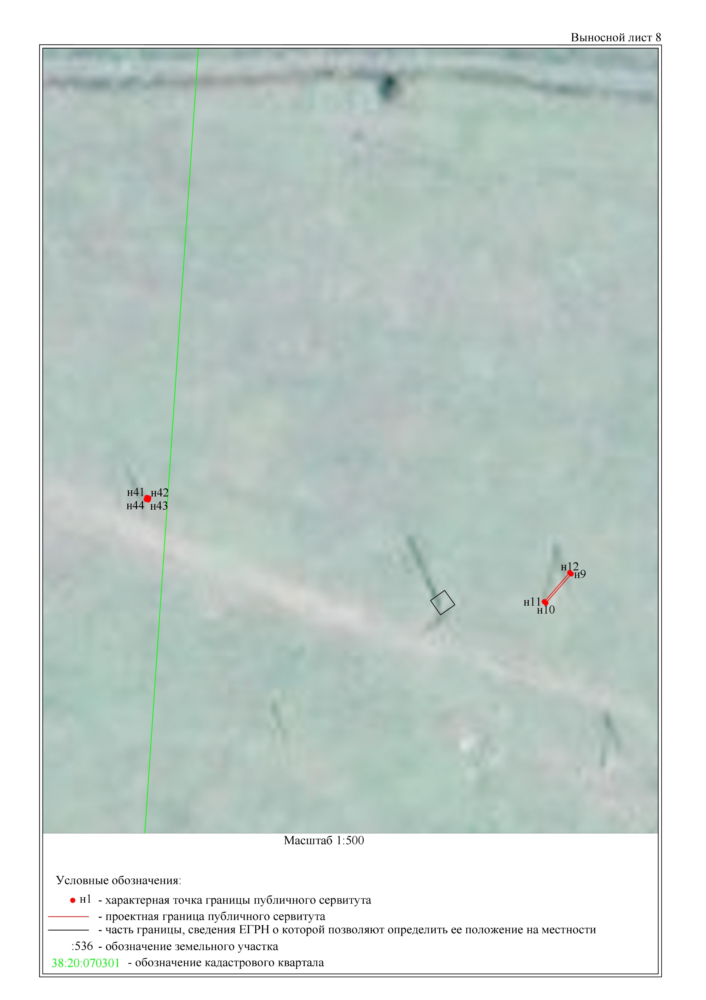 Выносной лист 8
н41 н42
н44 н43
н12
н9
н11
н10
Масштаб 1:500
Условные обозначения:
н1 - характерная точка границы публичного сервитута
- проектная граница публичного сервитута
- часть границы, сведения ЕГРН о которой позволяют определить ее положение на местности
:536 - обозначение земельного участка
38:20:070301 - обозначение кадастрового квартала